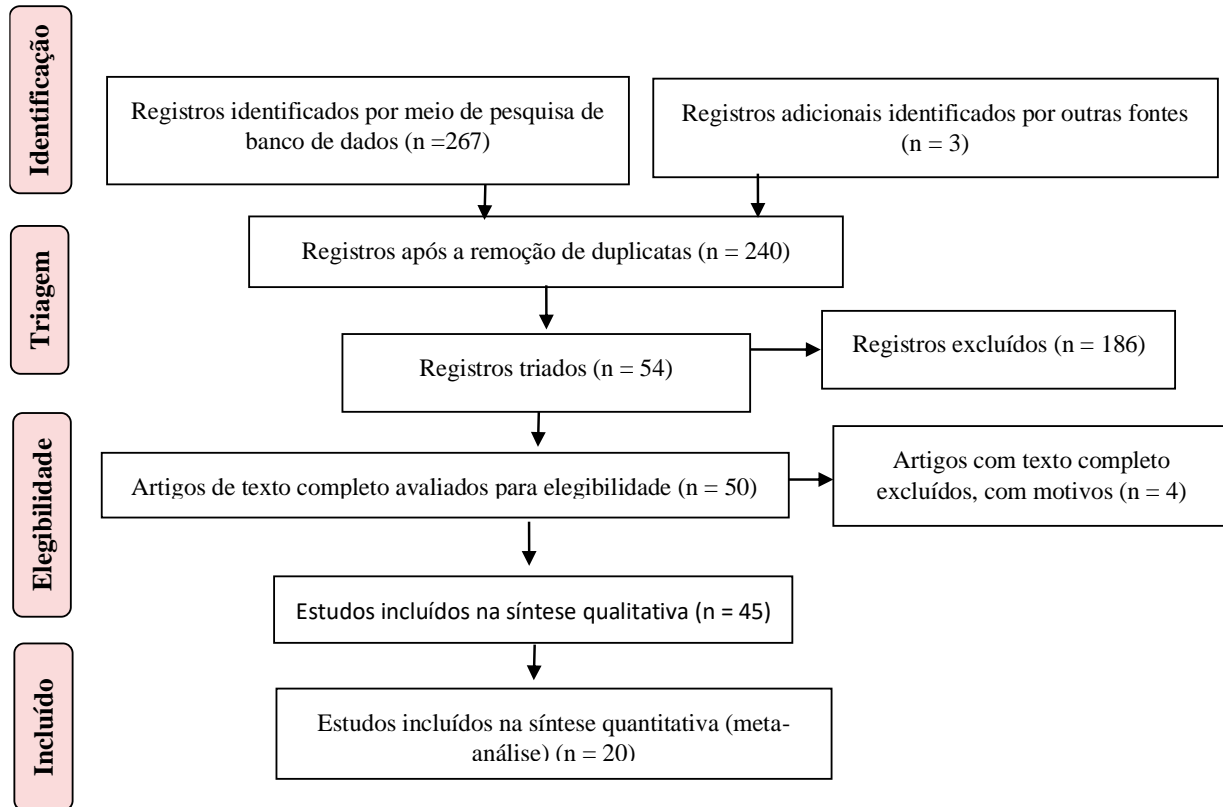 Identificação
Registros identificados por meio de pesquisa de
banco de dados (n =267)
Registros adicionais identificados por outras fontes
(n = 3)
Triagem
Registros após a remoção de duplicatas (n = 240)
Registros triados (n = 54)
Registros excluídos (n = 186)
Elegibilidade
Artigos de texto completo avaliados para elegibilidade (n = 50)
Artigos com texto completo
excluídos, com motivos (n = 4)
Estudos incluídos na síntese qualitativa (n = 45)
Incluído
Estudos incluídos na síntese quantitativa (meta-
análise) (n = 20)